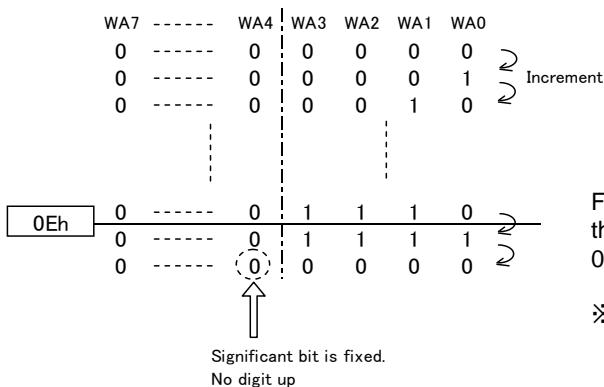 WA7 ------ WA4 WA3 WA2 WA1 WA0
0 ------ 0 0 0 0 0
0 ------ 0 0 0 0 1
Increment
0 ------ 0 0 0 1 0
0 ------ 0 1 1 1 0
0Eh
0 ------ 0 1 1 1 1
0 ------ 0 0 0 0 0
Significant bit is fixed.
No digit up
F
th
0
※